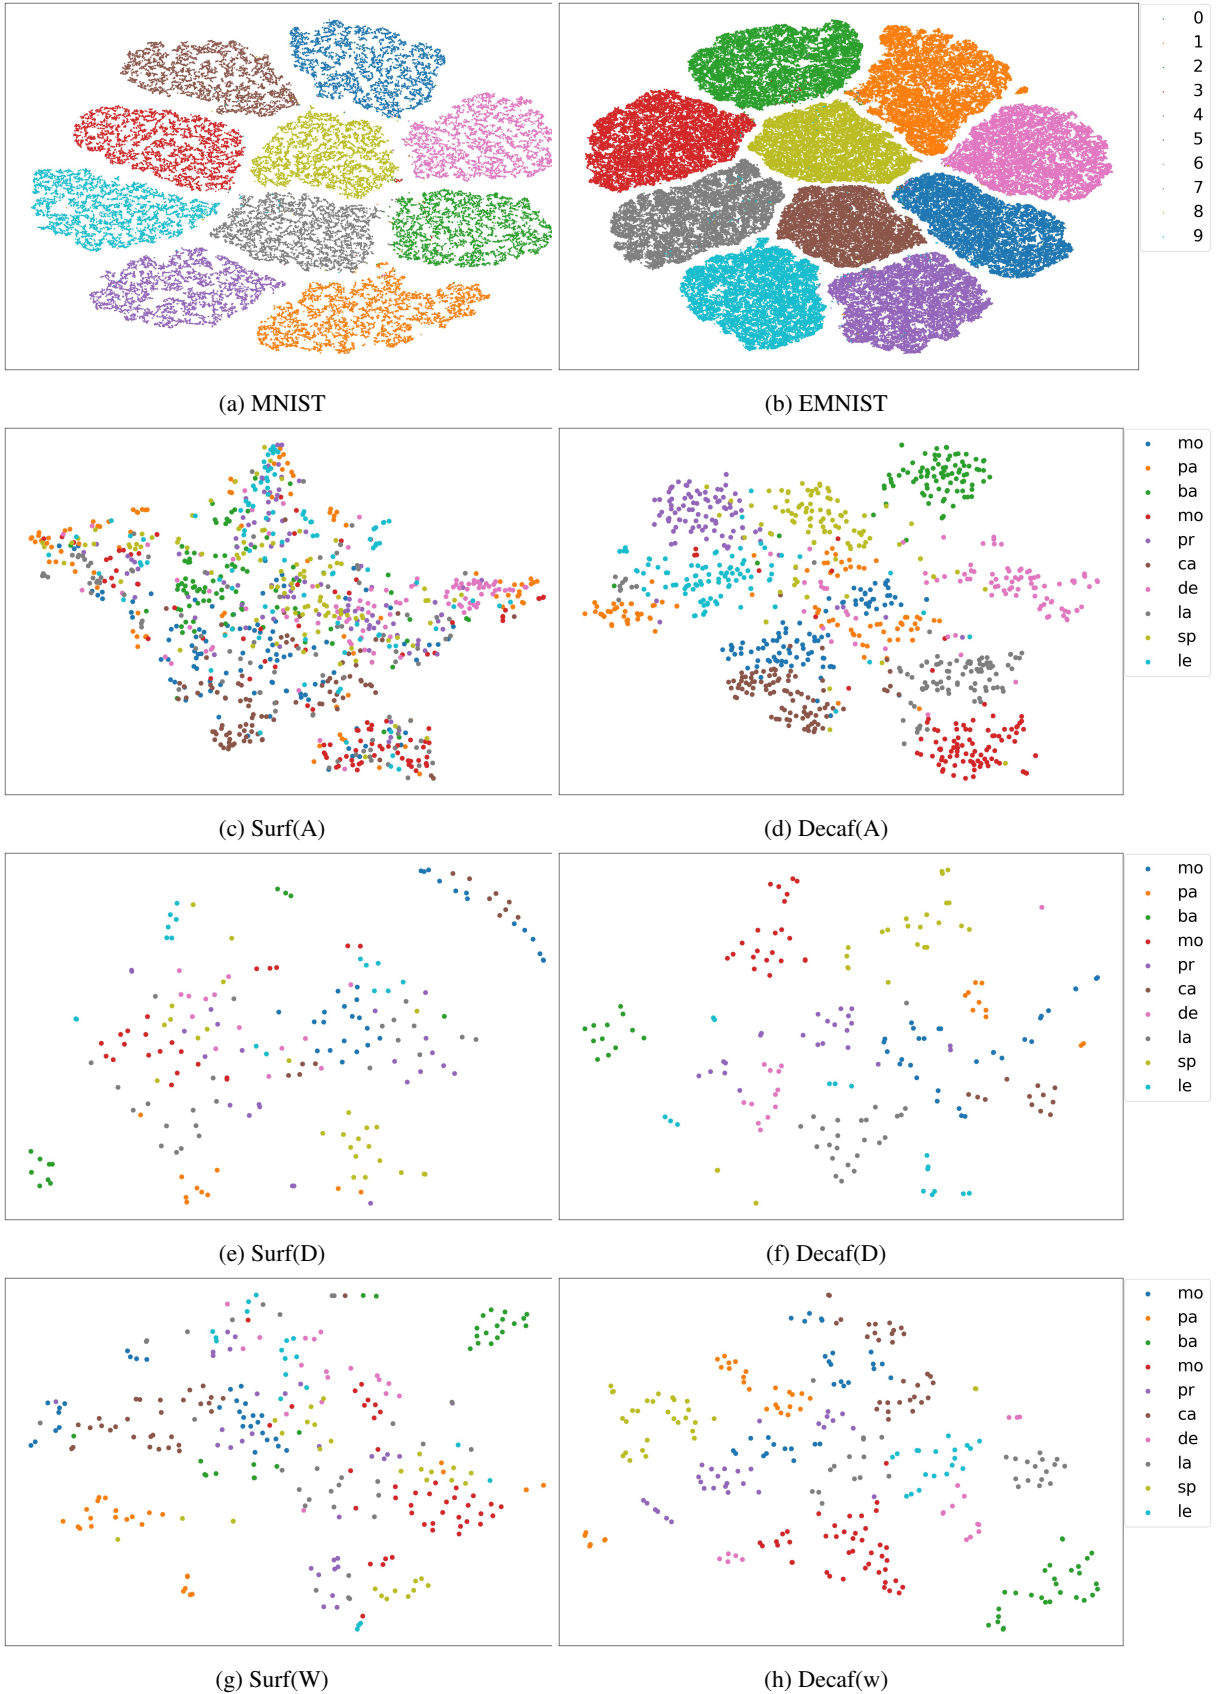 0
1
2
3
4
5
6
7
8
9
(a) MNIST
(b) EMNIST
mo
pa
ba
mo
pr
ca
de
la
sp
le
(c) Surf(A)
(d) Decaf(A)
mo
pa
ba
mo
pr
ca
de
la
sp
le
(e) Surf(D)
(f) Decaf(D)
mo
pa
ba
mo
pr
ca
de
la
sp
le
(g) Surf(W)
(h) Decaf(w)